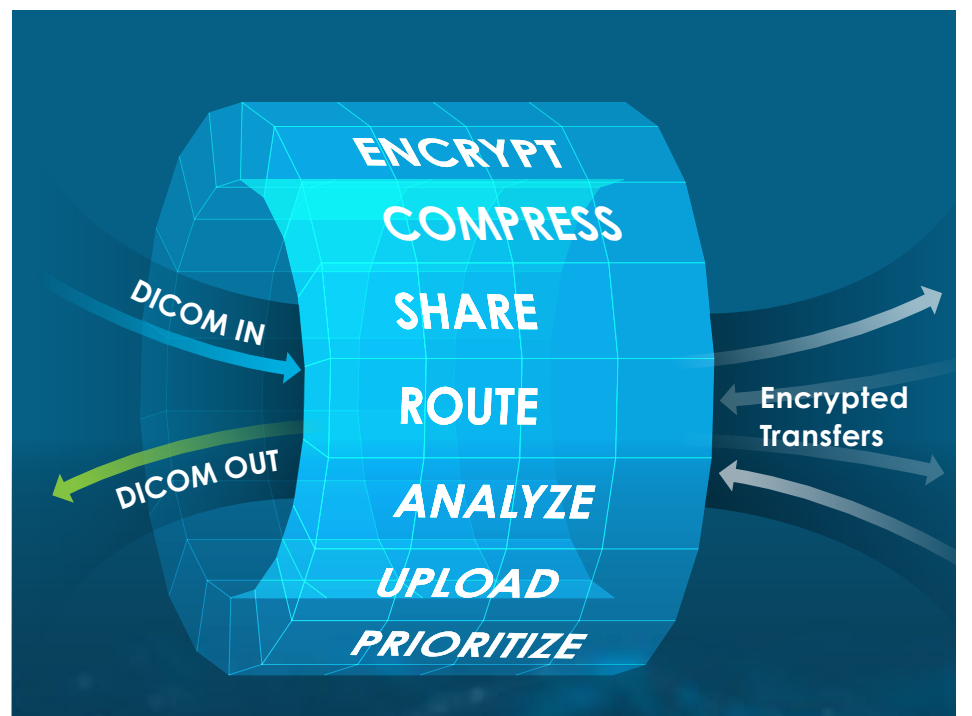 ENCRYPT
COMPRESS
SHARE
DICOM IN
ROUTE
Encrypted
Transfers
DICOM OUT
ANALYZE
UPLOAD
PRIORITIZE